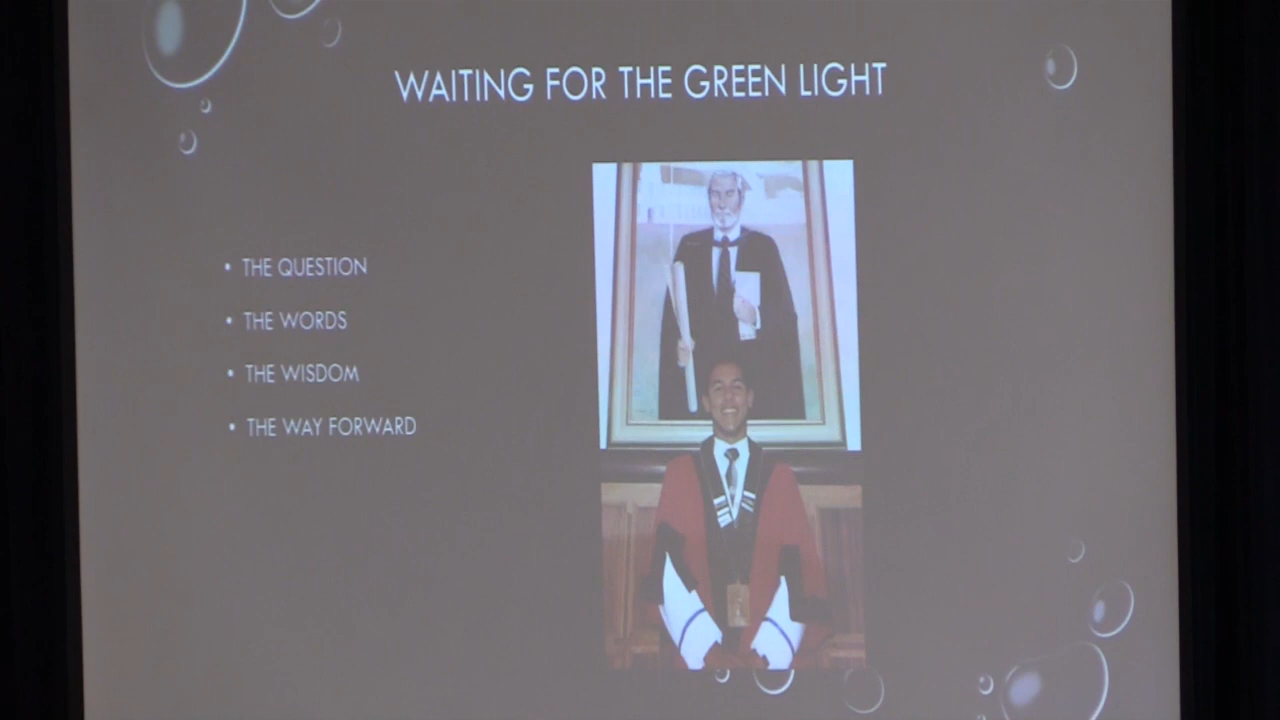 WAITING FOR THE GREEN LIGHT
• THE QUESTION
• THE WORDS
• THE WISDOM
• THE WAY FORWARD